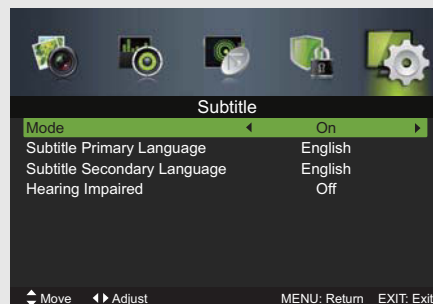 Subtitle
Mode On
Subtitle Primary Language English
Subtitle Secondary Language English
Hearing Impaired Off
Move Adjust MENU: Return EXIT: Exit